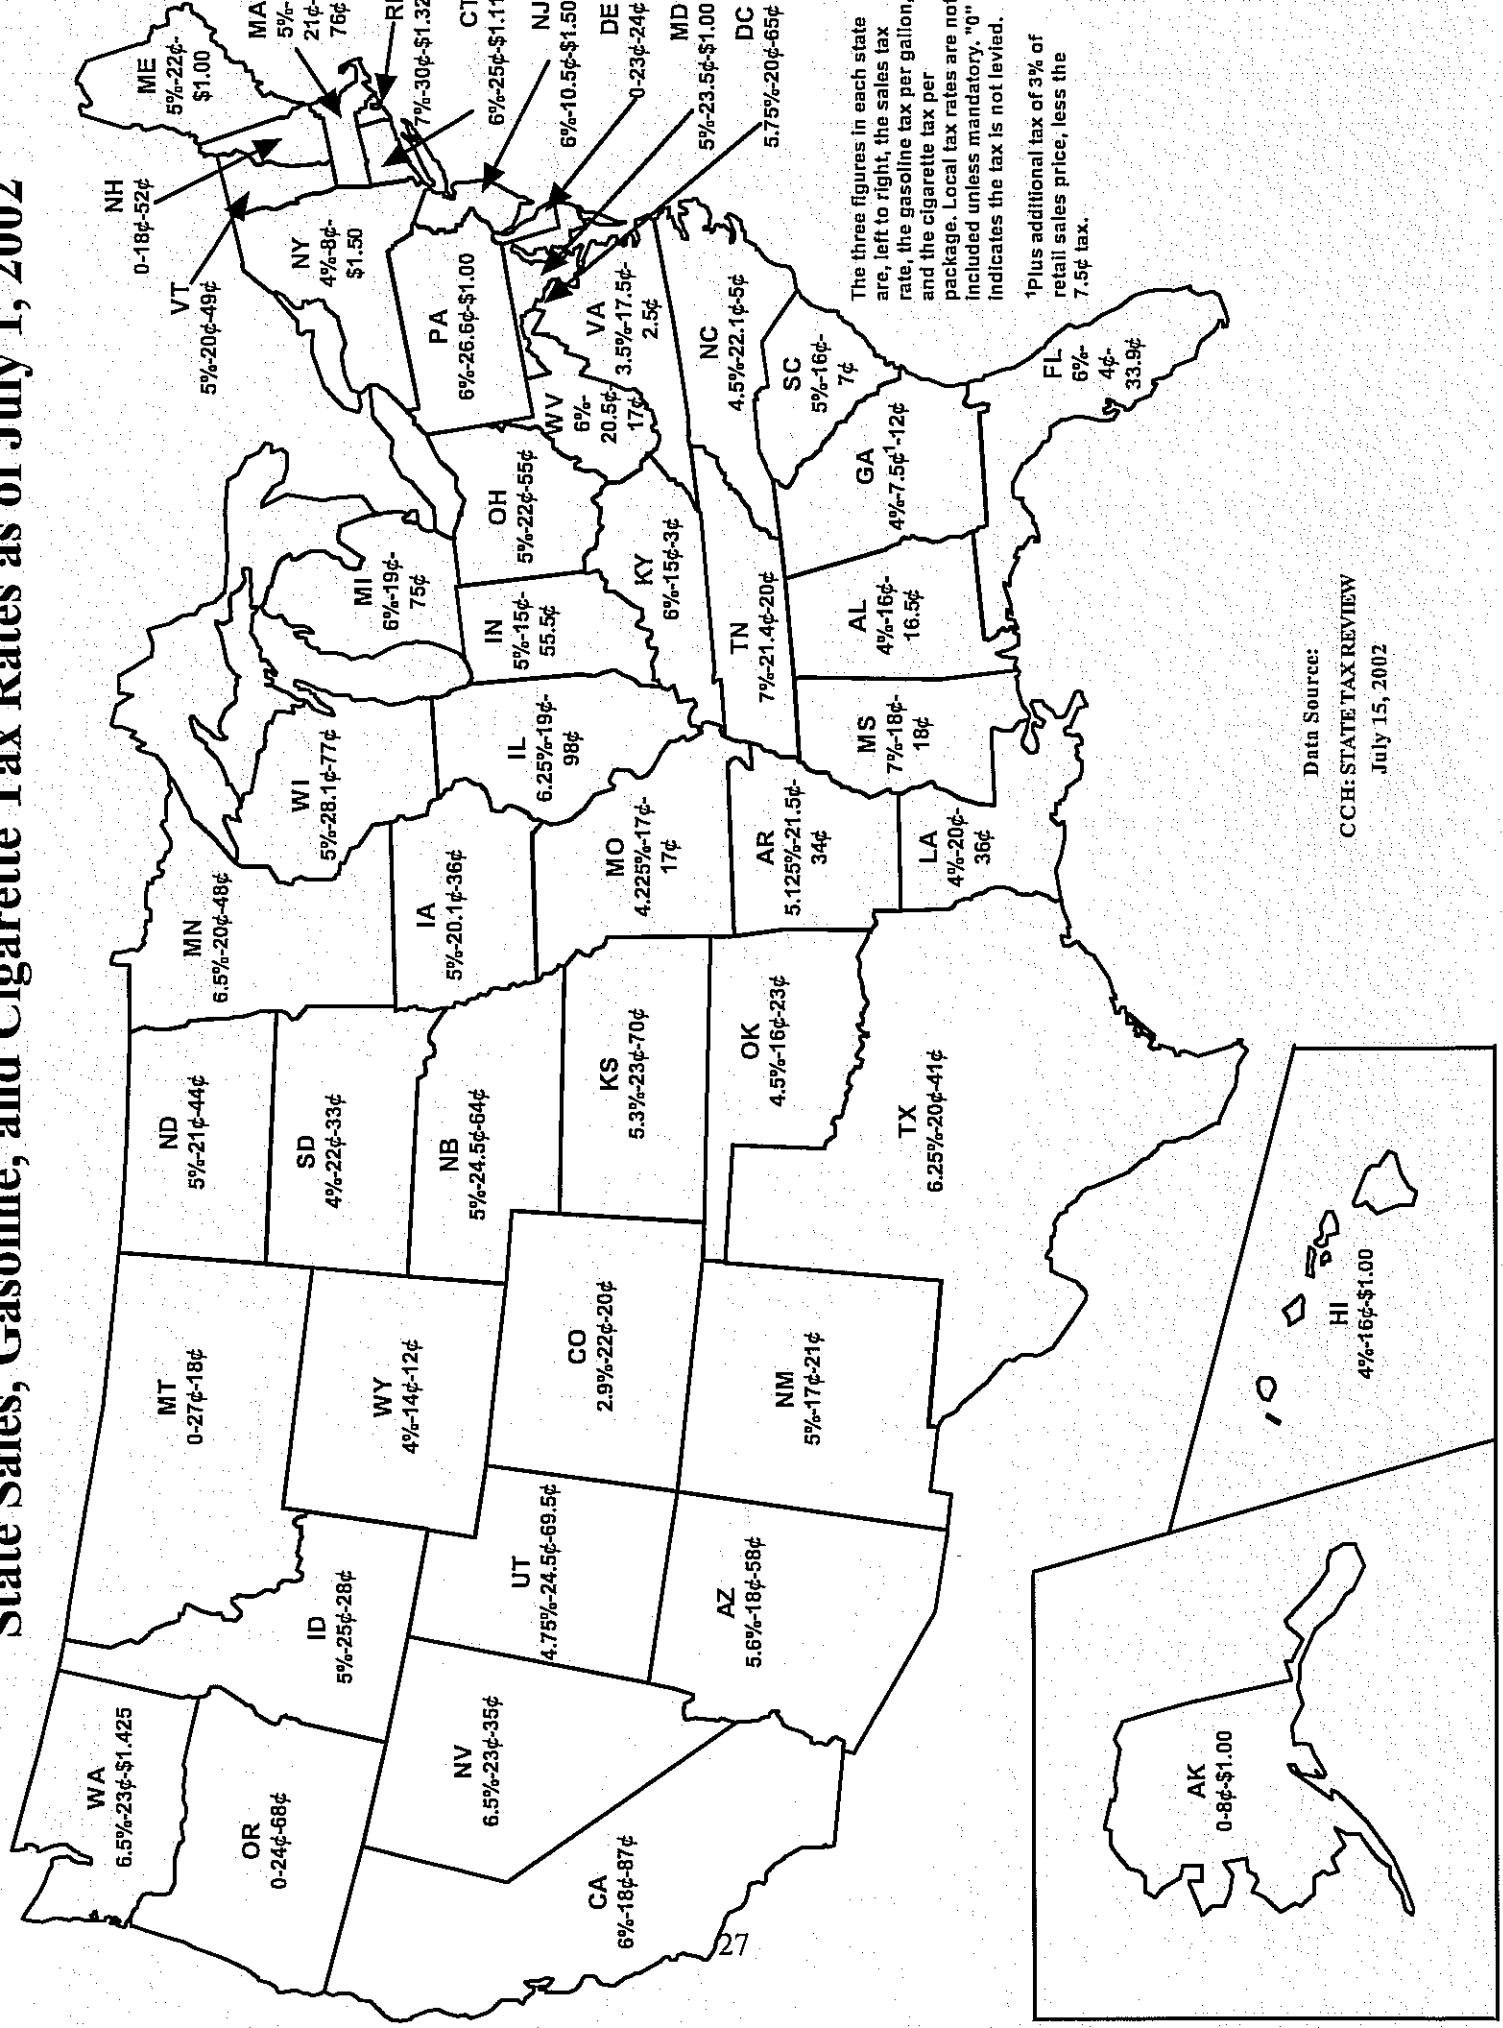 State Sales, Gasoline, and Cigarette Tax Rates as of July 1, 2002
WA
6.5%-23¢-$1.425
OR
0-24¢-68¢
CA
6%-18¢-87¢
NV
6.5%-23¢-35¢
ID
5%-25¢-28¢
MT
0-27¢-18¢
WY
4%-14¢-12¢
UT
4.75%-24.5¢-69.5¢
AZ
5.6%-18¢-58¢
CO
2.9%-22¢-20¢
NM
5%-17¢-21¢
ND
5%-21¢-44¢
SD
4%-22¢-33¢
NB
5%-24.5¢-64¢
KS
5.3%-23¢-70¢
OK
4.5%-16¢-23¢
TX
6.25%-20¢-41¢
MN
6.5%-20¢-48¢
IA
5%-20.1¢-36¢
MO
4.225%-17¢-
17¢
AR
5.125%-21.5¢-
34¢
LA
4%-20¢-
36¢
WI
5%-28.1¢-77¢
IL
6.25%-19¢-
98¢
MS
7%-18¢-
18¢
MI
6%-19¢-
75¢
IN
5%-15¢-
55.5¢
OH
5%-22¢-55¢
KY
6%-15¢-3¢
TN
7%-21.4¢-20¢
AL
4%-16¢-
16.5¢
GA
4%-7.5¢¹-12¢
FL
6%-
4¢-
33.9¢
SC
5%-16¢-
7¢
NC
4.5%-22.1¢-5¢
VA
3.5%-17.5¢-
2.5¢
WV
6%-
20.5¢-
17¢
PA
6%-26.6¢-$1.00
NY
4%-8¢-
$1.50
VT
5%-20¢-49¢
NH
0-18¢-52¢
ME
5%-22¢-
$1.00
MA
5%-
21¢-
76¢
RI
7%-30¢-$1.32
CT
6%-25¢-$1.11
NJ
6%-10.5¢-$1.50
DE
0-23¢-24¢
MD
5%-23.5¢-$1.00
DC
5.75%-20¢-65¢
AK
0-8¢-$1.00
HI
4%-16¢-$1.00
The three figures in each state
are, left to right, the sales tax
rate, the gasoline tax per gallon,
and the cigarette tax per
package. Local tax rates are not
included unless mandatory. "0"
indicates the tax is not levied.
¹Plus additional tax of 3% of
retail sales price, less the
7.5¢ tax.
Data Source:
CCH: STATE TAX REVIEW
July 15, 2002
27